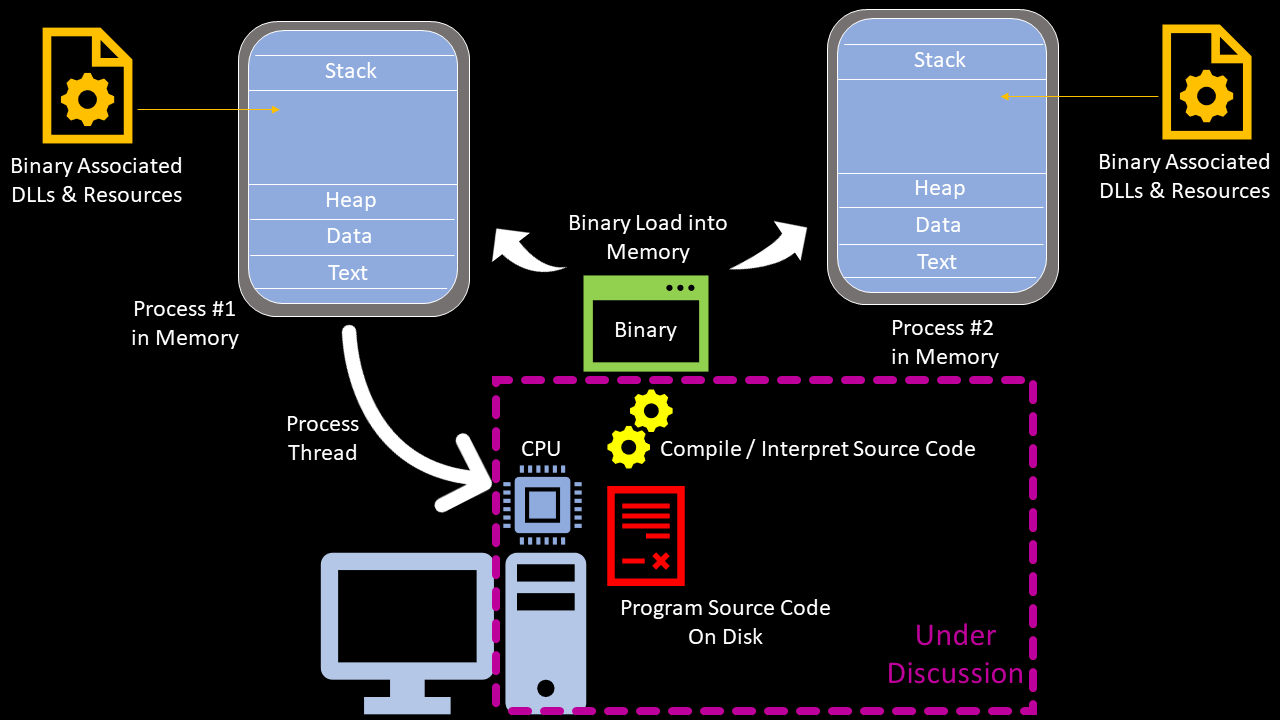 Stack
Binary Associated
DLLs & Resources
Heap
Data
Text
Process #1
in Memory
Binary Load into
Memory
Binary
Stack
Heap
Data
Text
Process #2
in Memory
Binary Associated
DLLs & Resources
Process
Thread
CPU
Compile / Interpret Source Code
Program Source Code
On Disk
Under
Discussion